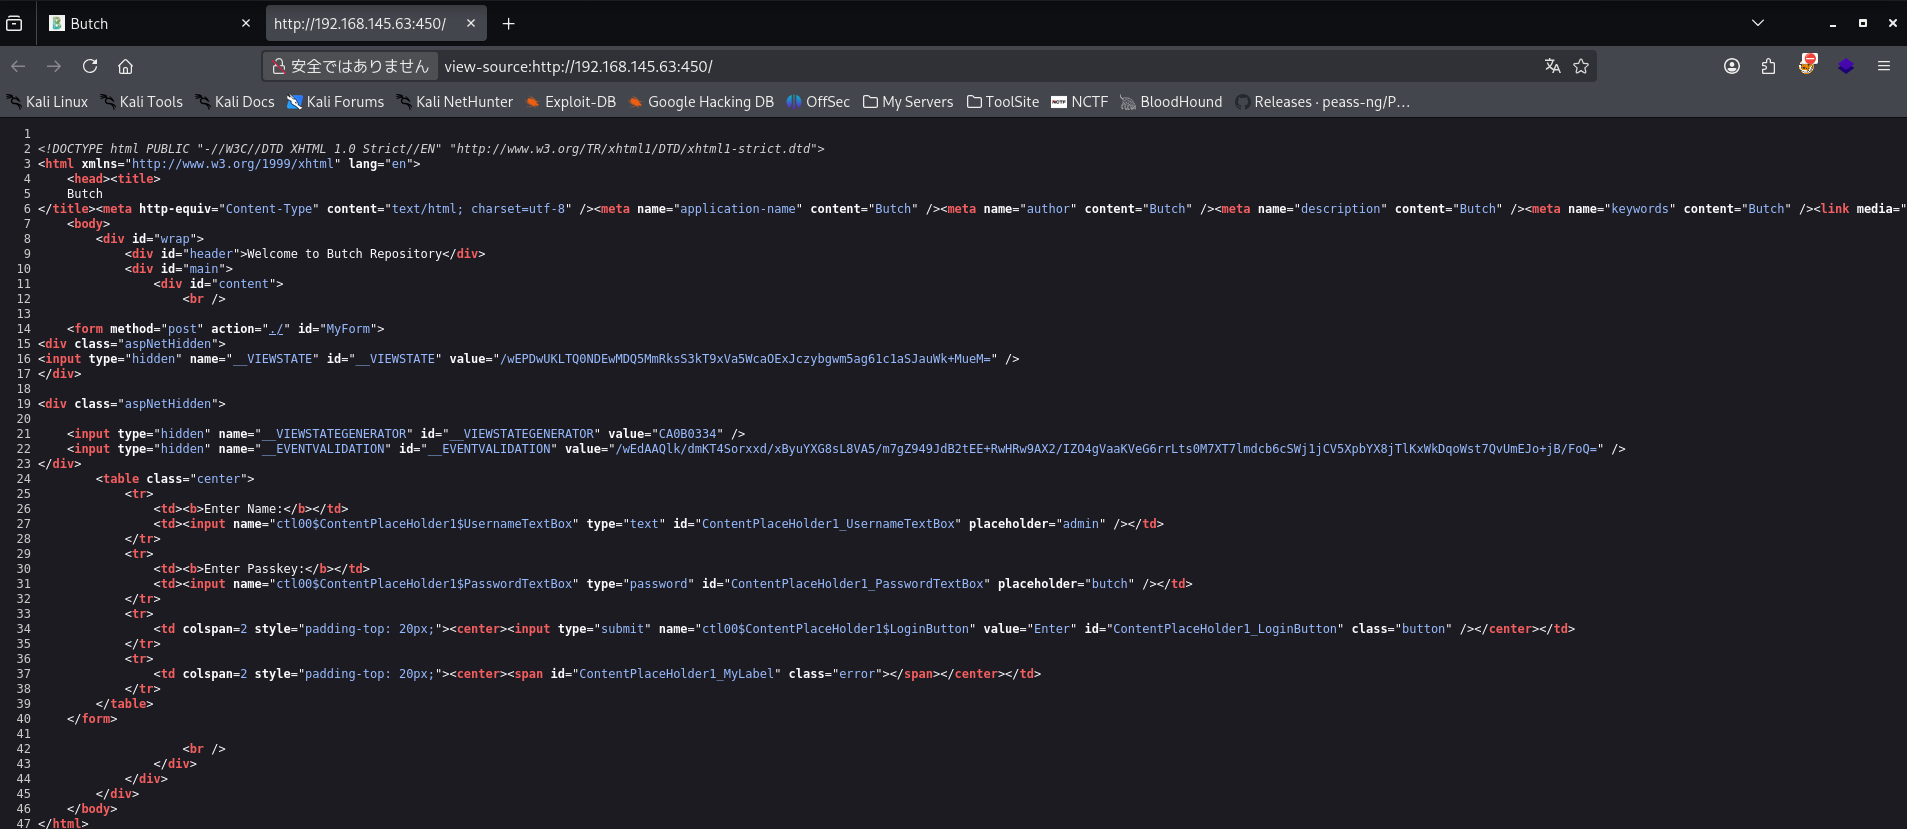 Butch
http://192.168.145.63:450/
安全ではありません view-source:http://192.168.145.63:450/
Kali Linux Kali Tools Kali Docs Kali Forums Kali NetHunter Exploit-DB Google Hacking DB OffSec My Servers ToolSite NCTF BloodHound Releases · peass-ng/P…
1
2 <!DOCTYPE html PUBLIC "-//W3C//DTD XHTML 1.0 Strict//EN" "http://www.w3.org/TR/xhtml1/DTD/xhtml1-strict.dtd">
3 <html xmlns="http://www.w3.org/1999/xhtml" lang="en">
4 <head><title>
5 Butch
6 </title><meta http-equiv="Content-Type" content="text/html; charset=utf-8" /><meta name="application-name" content="Butch" /><meta name="author" content="Butch" /><meta name="description" content="Butch" /><meta name="keywords" content="Butch" /><link media="
7 <body>
8 <div id="wrap">
9 <div id="header">Welcome to Butch Repository</div>
10 <div id="main">
11 <div id="content">
12 <br />
13
14 <form method="post" action="./" id="MyForm">
15 <div class="aspNetHidden">
16 <input type="hidden" name="__VIEWSTATE" id="__VIEWSTATE" value="/wEPDwUKLTQ0NDEwMDQ5MmRksS3kT9xVa5WcaOExJczybgwm5ag61c1aSJauWk+MueM=" />
17 </div>
18
19 <div class="aspNetHidden">
20
21 <input type="hidden" name="__VIEWSTATEGENERATOR" id="__VIEWSTATEGENERATOR" value="CA0B0334" />
22 <input type="hidden" name="__EVENTVALIDATION" id="__EVENTVALIDATION" value="/wEdAAQlk/dmKT4Sorxxd/xByuYXG8sL8VA5/m7gZ949JdB2tEE+RwHRw9AX2/IZO4gVaaKVeG6rrLts0M7XT7lmdcb6cSWj1jCV5XpbYX8jTlKxWkDqoWst7QvUmEJo+jB/FoQ=" />
23 </div>
24 <table class="center">
25 <tr>
26 <td><b>Enter Name:</b></td>
27 <td><input name="ctl00$ContentPlaceHolder1$UsernameTextBox" type="text" id="ContentPlaceHolder1_UsernameTextBox" placeholder="admin" /></td>
28 </tr>
29 <tr>
30 <td><b>Enter Passkey:</b></td>
31 <td><input name="ctl00$ContentPlaceHolder1$PasswordTextBox" type="password" id="ContentPlaceHolder1_PasswordTextBox" placeholder="butch" /></td>
32 </tr>
33 <tr>
34 <td colspan=2 style="padding-top: 20px;"><center><input type="submit" name="ctl00$ContentPlaceHolder1$LoginButton" value="Enter" id="ContentPlaceHolder1_LoginButton" class="button" /></center></td>
35 </tr>
36 <tr>
37 <td colspan=2 style="padding-top: 20px;"><center><span id="ContentPlaceHolder1_MyLabel" class="error"></span></center></td>
38 </tr>
39 </table>
40 </form>
41
42 <br />
43 </div>
44 </div>
45 </div>
46 </body>
47 </html>